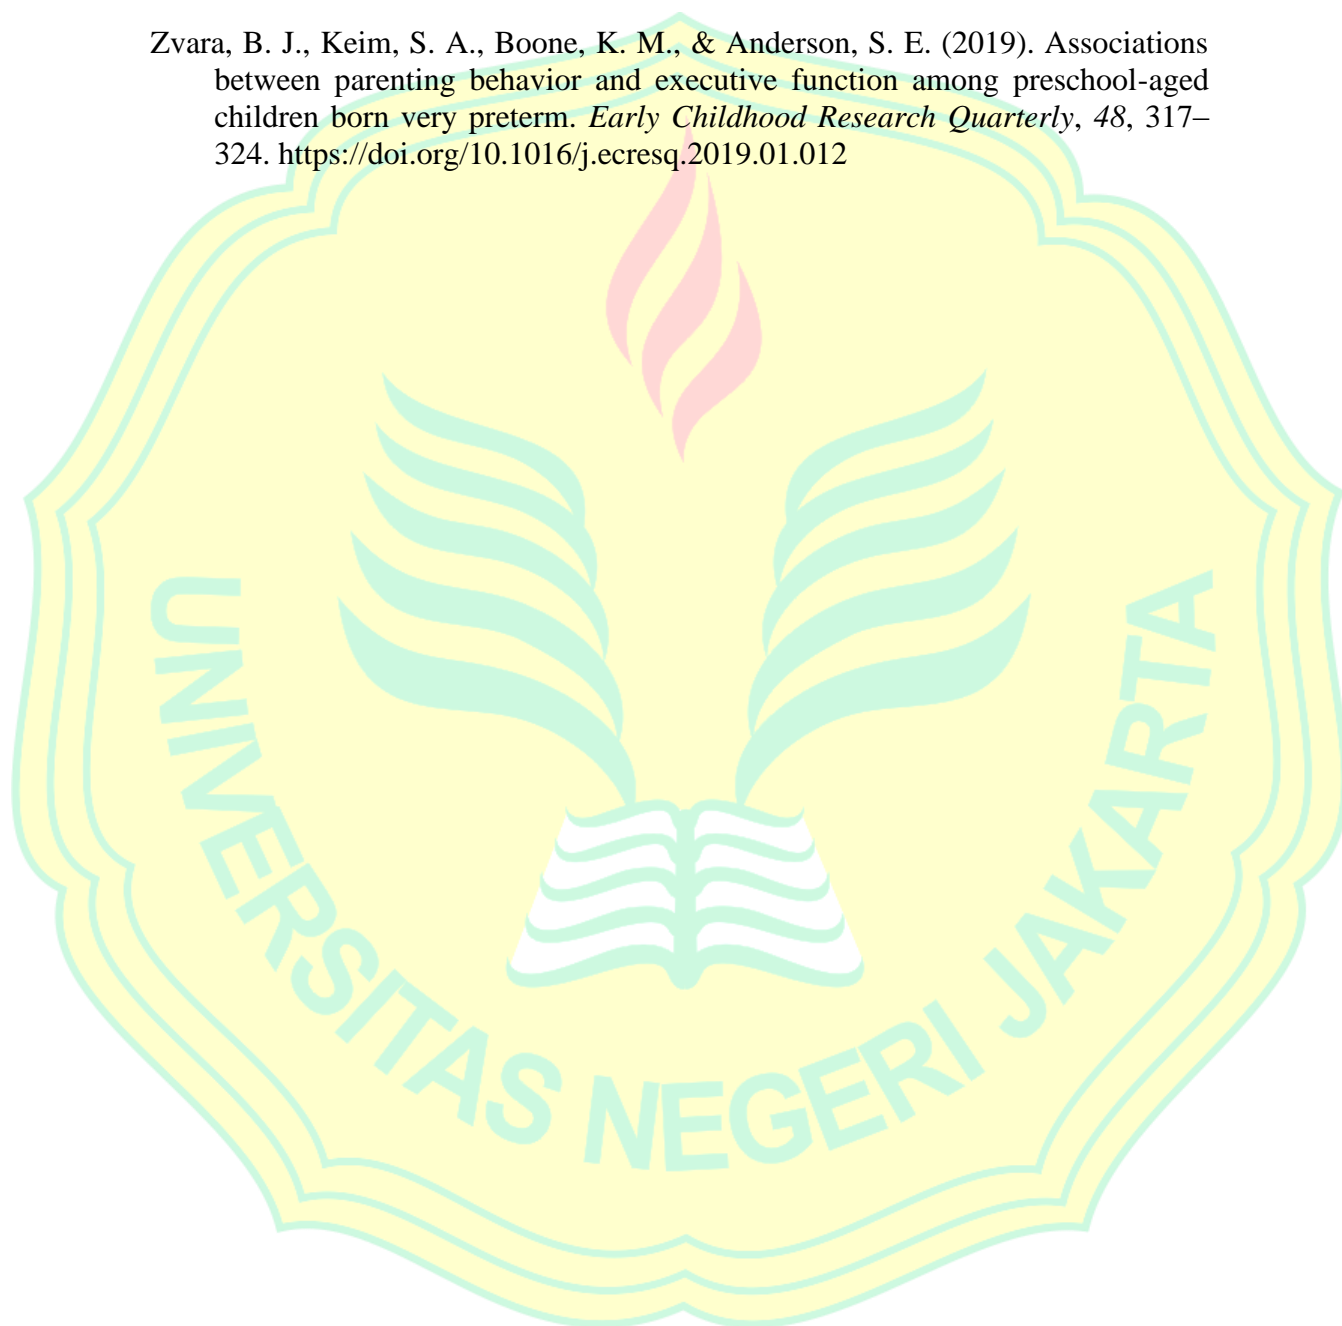 Zvara, B. J., Keim, S. A., Boone, K. M., & Anderson, S. E. (2019). Associations
between parenting behavior and executive function among preschool-aged
children born very preterm. Early Childhood Research Quarterly, 48, 317–
324. https://doi.org/10.1016/j.ecresq.2019.01.012
UNIVERSITAS NEGERI JAKARTA